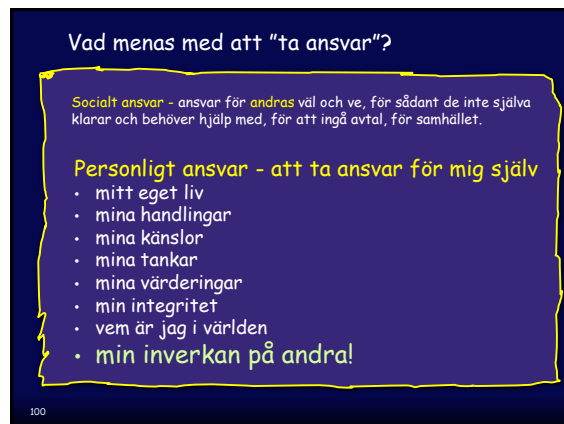 Vad menas med att ”ta ansvar”?
Socialt ansvar - ansvar för andras väl och ve, för sådant de inte själva
klarar och behöver hjälp med, för att ingå avtal, för samhället.
Personligt ansvar - att ta ansvar för mig själv
• mitt eget liv
• mina handlingar
• mina känslor
• mina tankar
• mina värderingar
• min integritet
• vem är jag i världen
• min inverkan på andra!
100